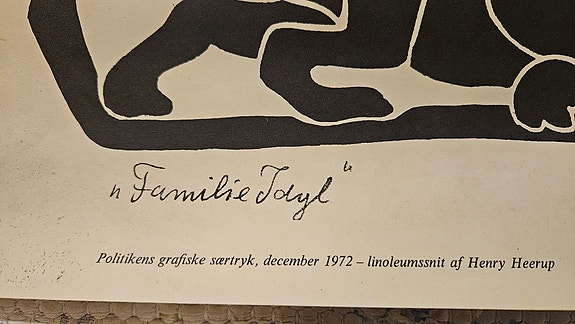 „Familie Idyl“
Politikens grafiske særtryk, december 1972 – linoleumssnit af Henry Heerup